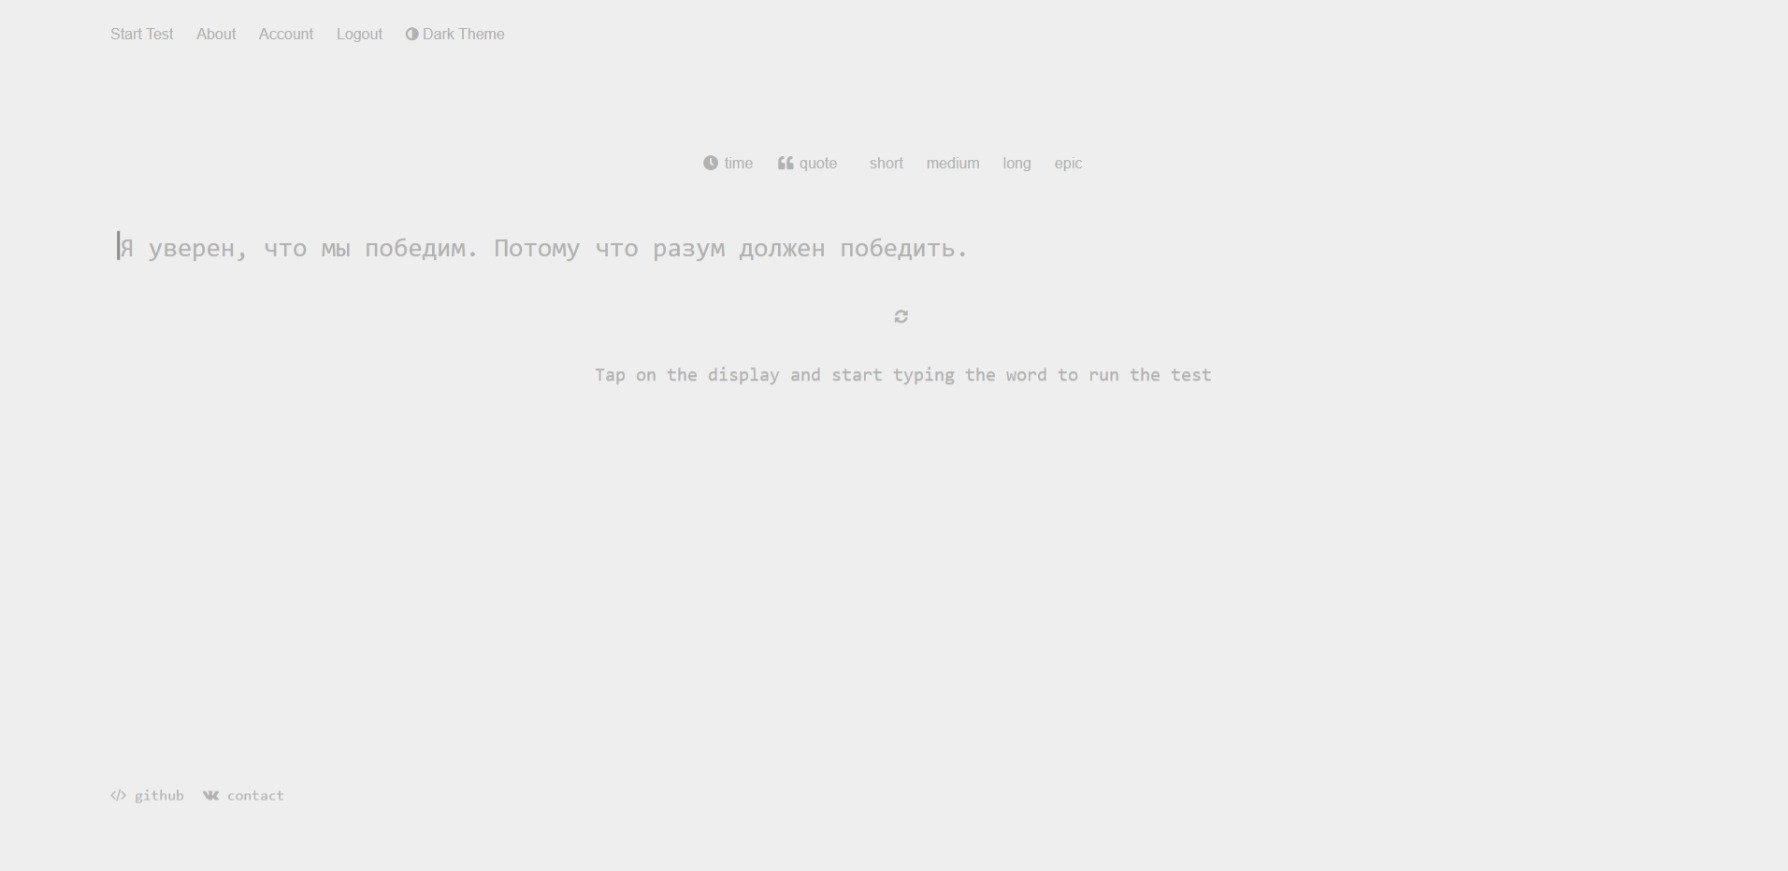 Start Test About Account Logout Dark Theme
time quote short medium long epic
Я уверен, что мы победим. Потому что разум должен победить.
Tap on the display and start typing the word to run the test
github contact